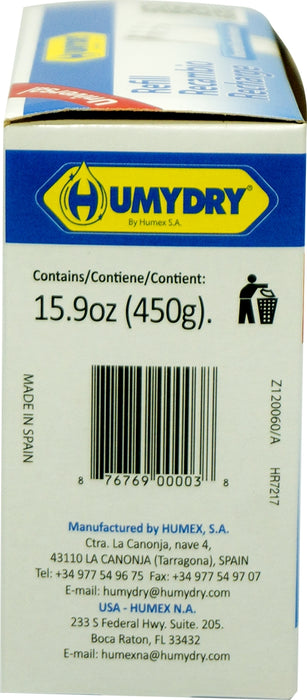 Universal
Refill
Recambio
Recharge
HUMYDRY®
By Humex S.A.
Contains/Contiene/Contient:
15.9oz (450g).
MADE IN SPAIN
Z120060/A
HR7217
8 76769 00003 8
Manufactured by HUMEX, S.A.
Ctra. La Canonja, nave 4,
43110 LA CANONJA (Tarragona), SPAIN
Tel: +34 977 54 96 75 Fax: +34 977 54 97 07
E-mail: humydry@humydry.com
USA - HUMEX N.A.
233 S Federal Hwy. Suite. 205.
Boca Raton, FL 33432
E-mail: humexna@humydry.com